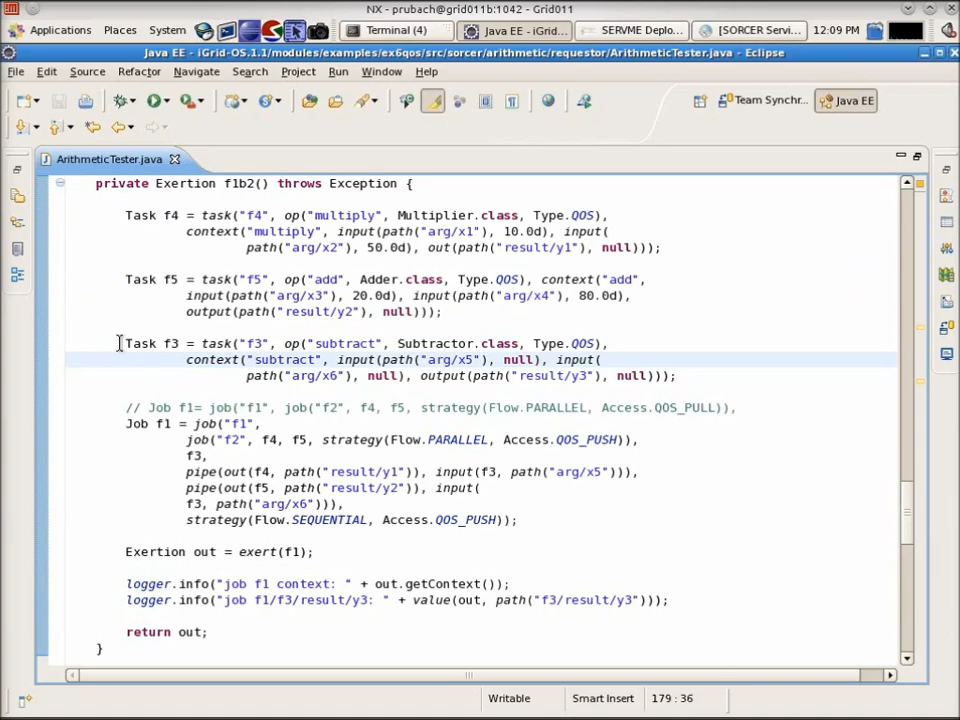 NX - prubach@grid011b:1042 - Grid011
Applications Places System Terminal (4) Java EE - iGrid-... SERVME Deplo... [SORCER Servi... 12:09 PM
Java EE - iGrid-OS.1.1/modules/examples/ex6qos/src/sorcer/arithmetic/requestor/ArithmeticTester.java - Eclipse
File Edit Source Refactor Navigate Search Project Run Window Help
Team Synchr... Java EE
ArithmeticTester.java
private Exertion f1b2() throws Exception {
Task f4 = task("f4", op("multiply", Multiplier.class, Type.QOS),
context("multiply", input(path("arg/x1"), 10.0d), input(
path("arg/x2"), 50.0d), out(path("result/y1"), null)));
Task f5 = task("f5", op("add", Adder.class, Type.QOS), context("add",
input(path("arg/x3"), 20.0d), input(path("arg/x4"), 80.0d),
output(path("result/y2"), null)));
Task f3 = task("f3", op("subtract", Subtractor.class, Type.QOS),
context("subtract", input(path("arg/x5"), null), input(
path("arg/x6"), null), output(path("result/y3"), null)));
// Job f1= job("f1", job("f2", f4, f5, strategy(Flow.PARALLEL, Access.QOS_PULL)),
Job f1 = job("f1",
job("f2", f4, f5, strategy(Flow.PARALLEL, Access.QOS_PUSH)),
f3,
pipe(out(f4, path("result/y1")), input(f3, path("arg/x5"))),
pipe(out(f5, path("result/y2")), input(
f3, path("arg/x6"))),
strategy(Flow.SEQUENTIAL, Access.QOS_PUSH));
Exertion out = exert(f1);
logger.info("job f1 context: " + out.getContext());
logger.info("job f1/f3/result/y3: " + value(out, path("f3/result/y3")));
return out;
}
Writable Smart Insert 179 : 36